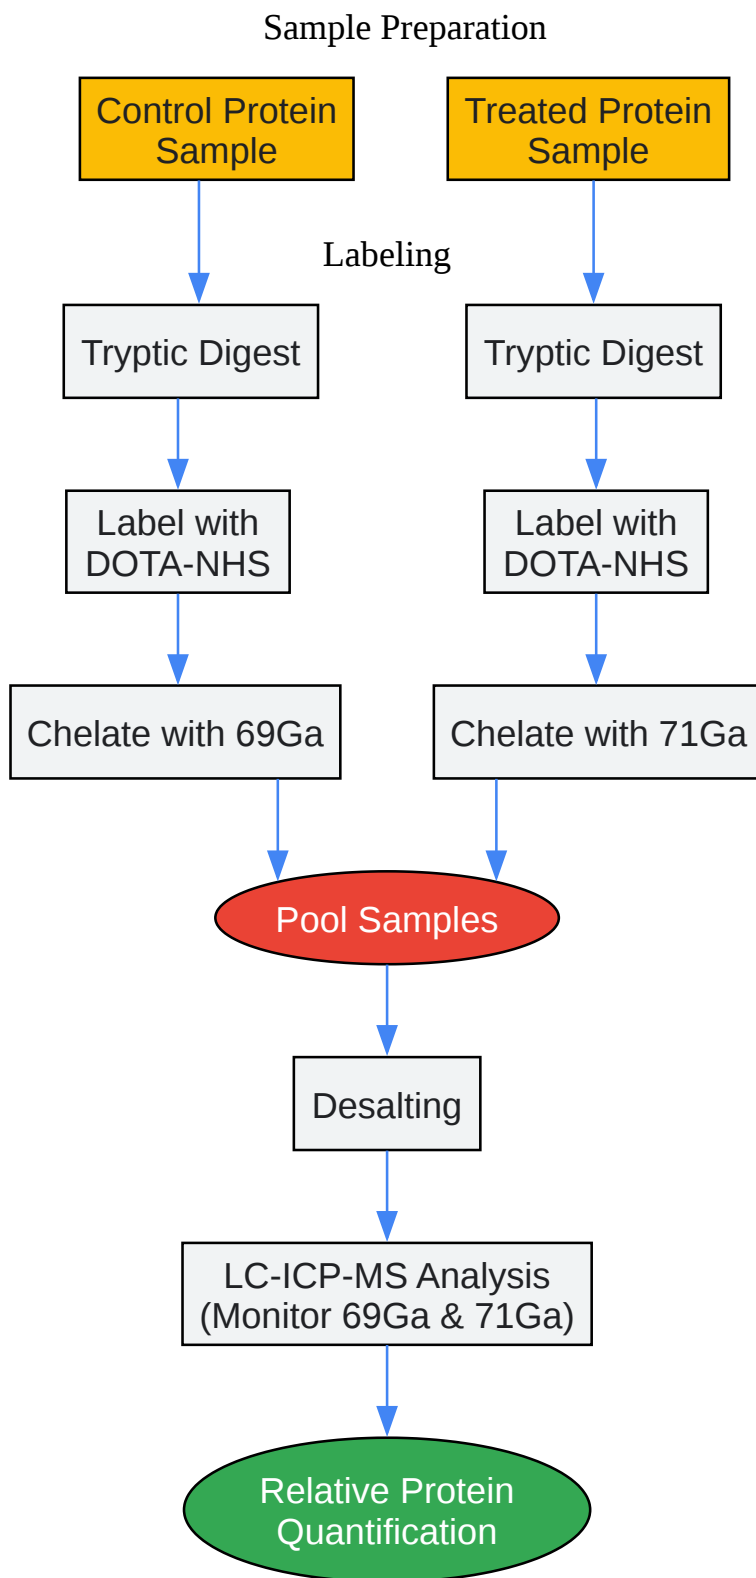 Sample Preparation
Control Protein
Sample
Treated Protein
Sample
Labeling
Tryptic Digest
Tryptic Digest
Label with
DOTA-NHS
Label with
DOTA-NHS
Chelate with 69Ga
Chelate with 71Ga
Pool Samples
Desalting
LC-ICP-MS Analysis
(Monitor 69Ga & 71Ga)
Relative Protein
Quantification